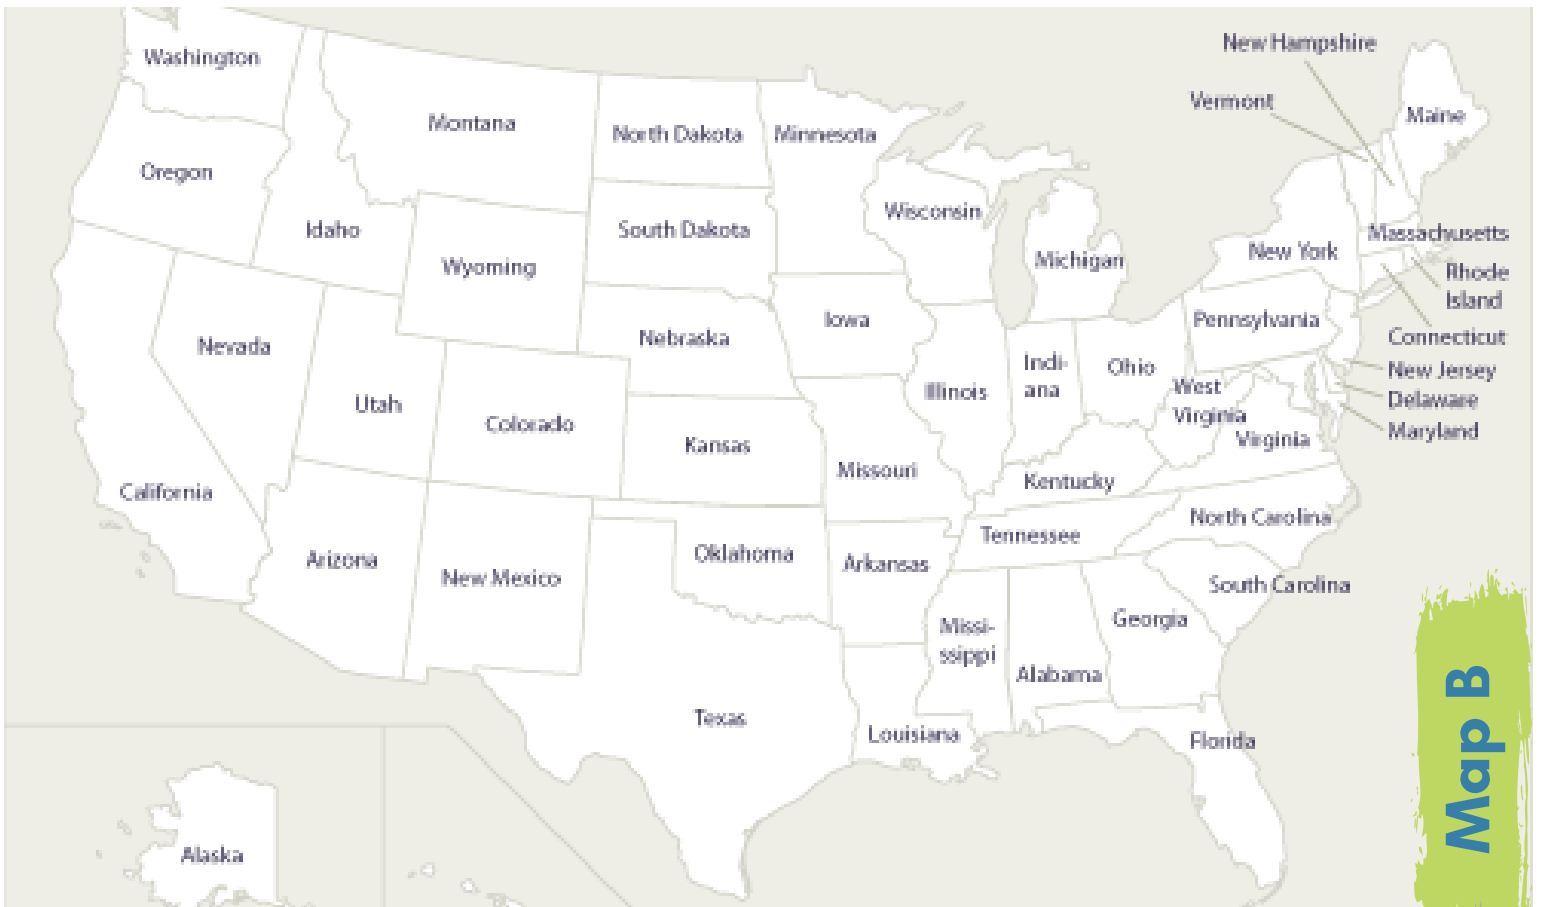 New Hampshire
Washington
Vermont
Maine
Montana
North Dakota
Minnesota
Oregon
Wisconsin
Idaho
South Dakota
Massachusetts
New York
Michigan
Wyoming
Rhode
Island
Iowa
Pennsylvania
Nebraska
Connecticut
Nevada
Indi-
ana
Ohio
New Jersey
West
Virginia
Illinois
Delaware
Utah
Colorado
Maryland
Virginia
Kansas
Missouri
Kentucky
California
North Carolina
Tennessee
Oklahoma
Arizona
Arkansas
New Mexico
South Carolina
Georgia
Missi-
ssippi
Alabama
Texas
Louisiana
Florida
Map B
Alaska